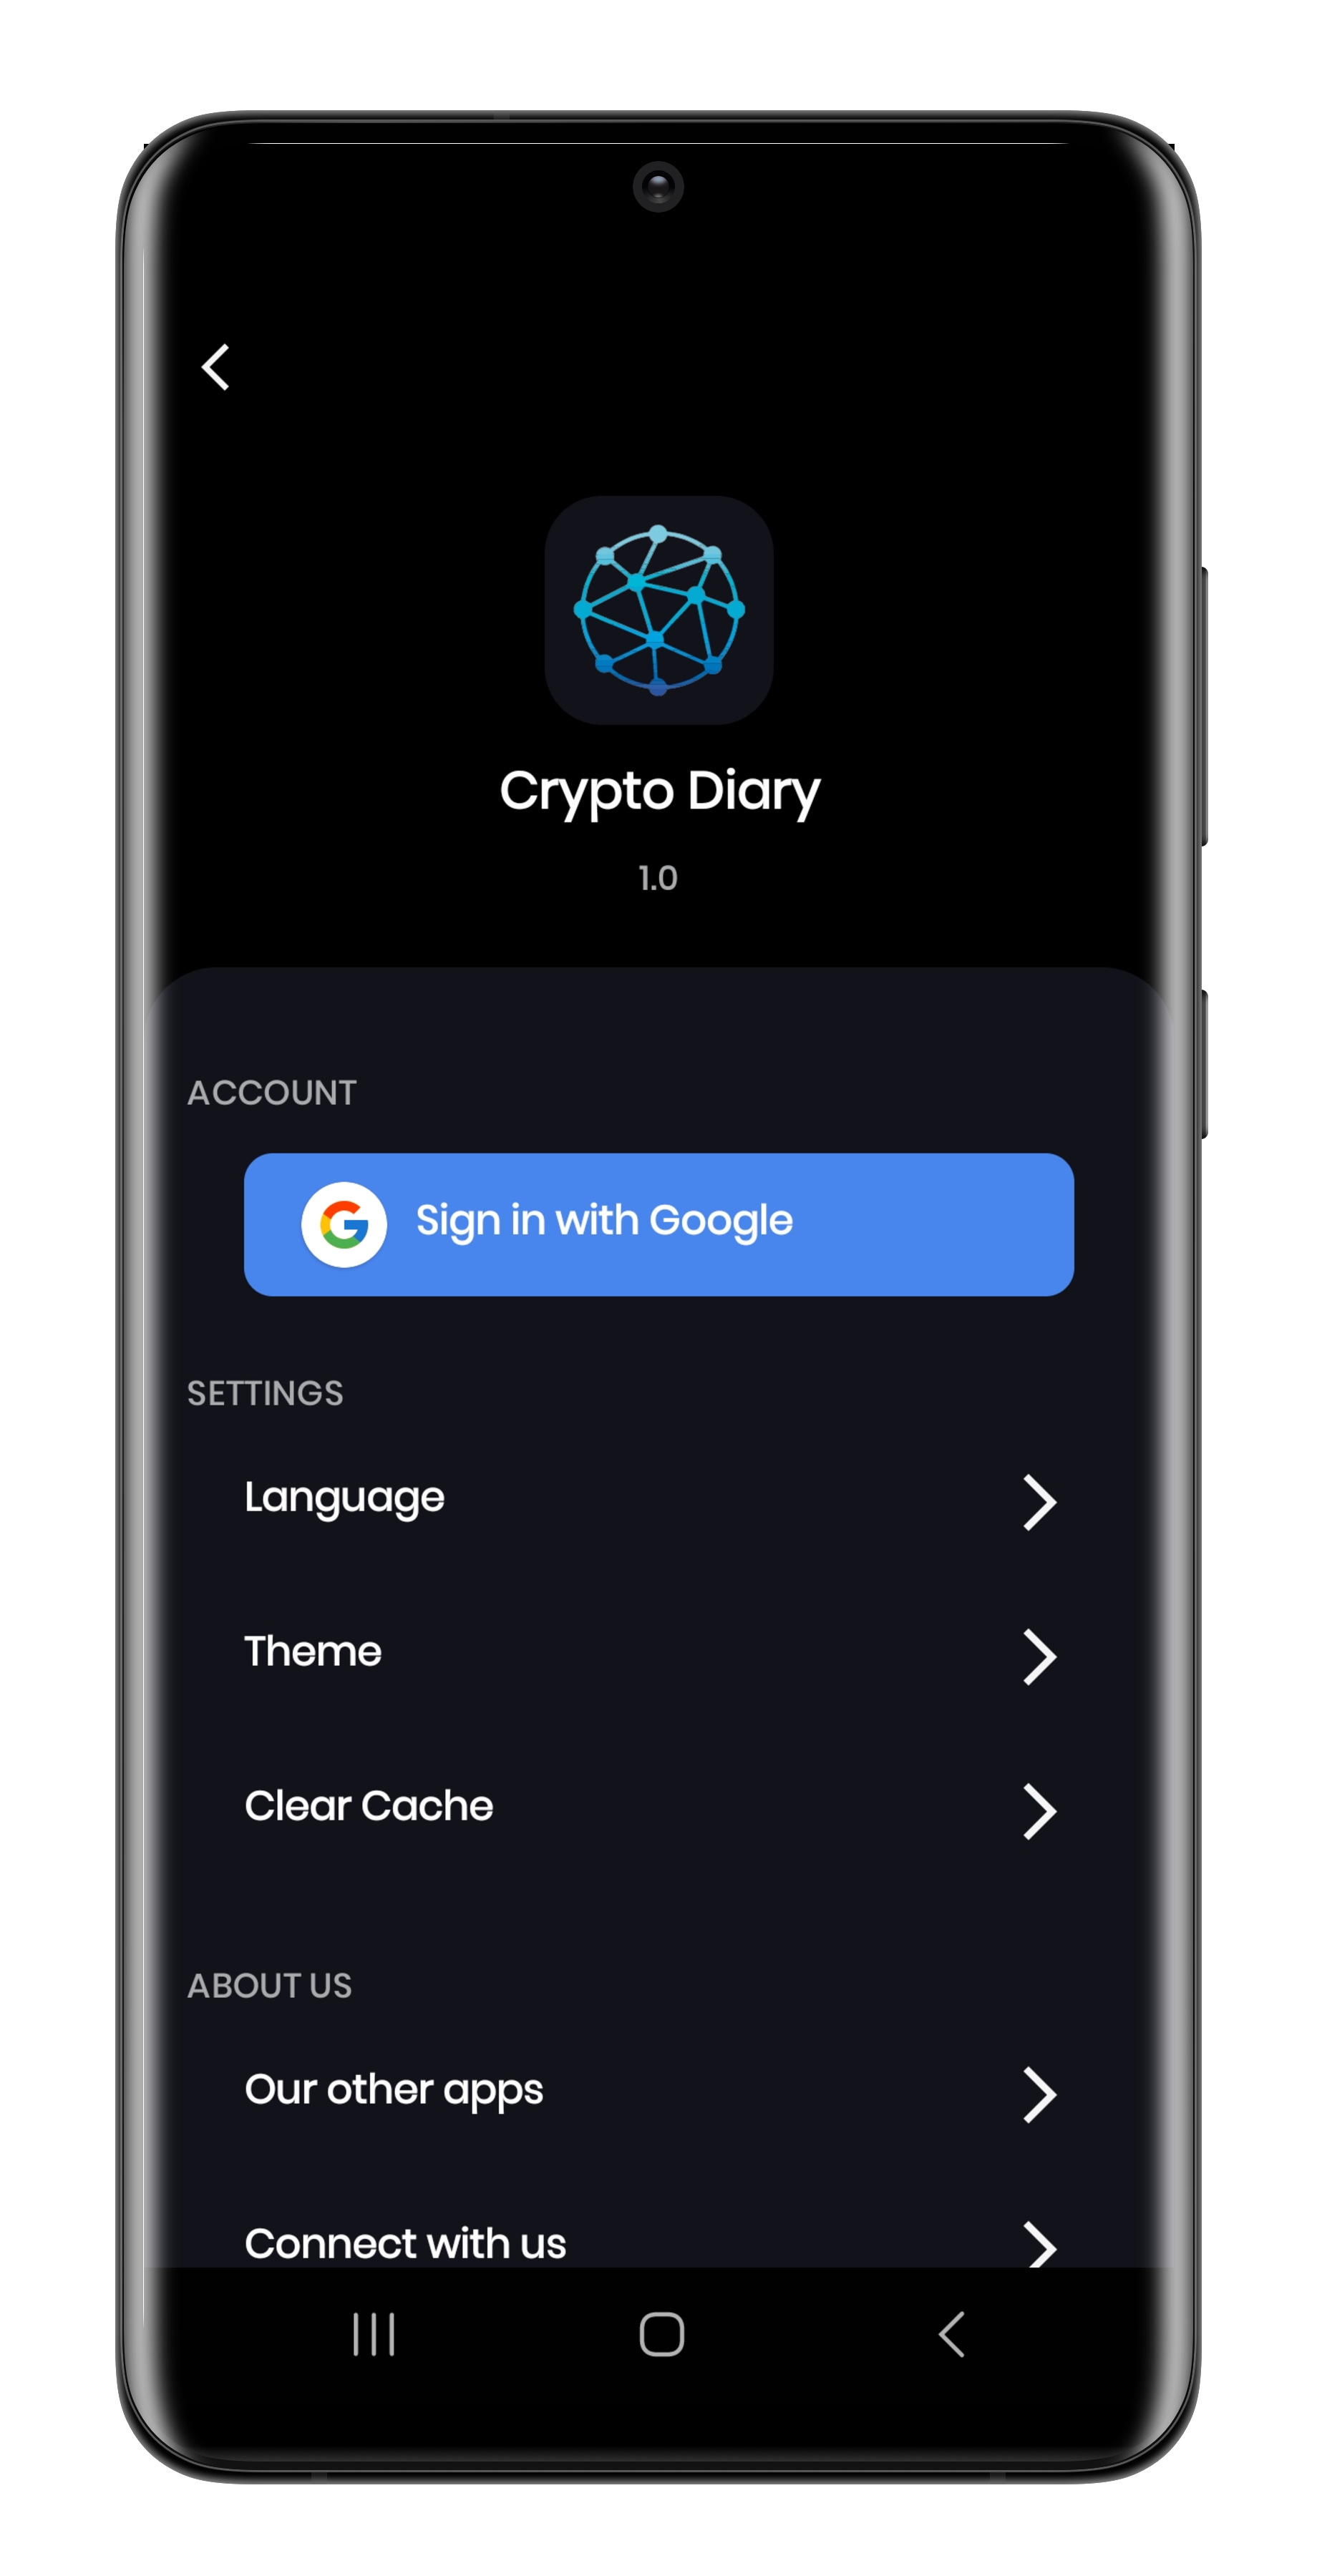 Crypto Diary
1.0
ACCOUNT
Sign in with Google
SETTINGS
Language
Theme
Clear Cache
ABOUT US
Our other apps
Connect with us